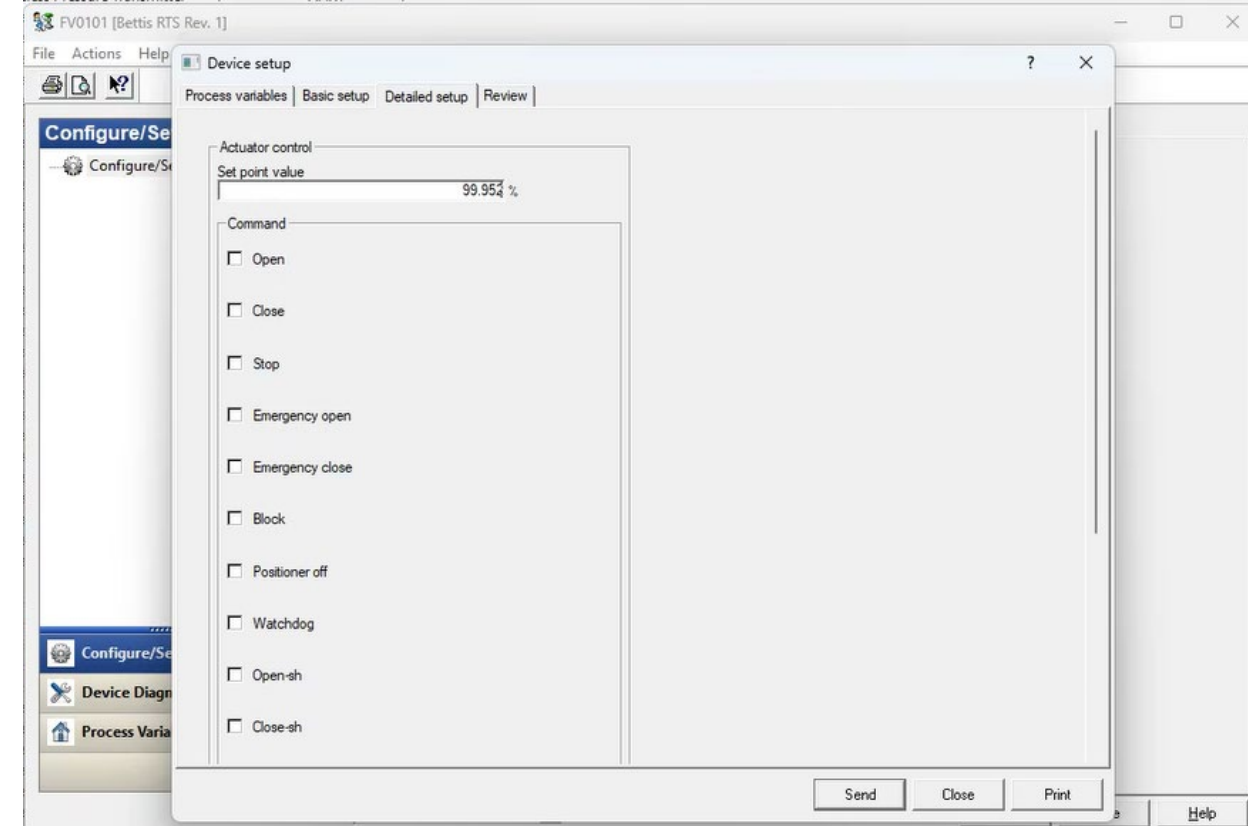 FV0101 [Bettis RTS Rev. 1]
File Actions Help
Device setup
Process variables Basic setup Detailed setup Review
Configure/Se
Configure/Se
Actuator control
Set point value
99.952 %
Command
Open
Close
Stop
Emergency open
Emergency close
Block
Positioner off
Watchdog
Open-sh
Close-sh
Configure/Se
Device Diagn
Process Varia
Send Close Print
Help